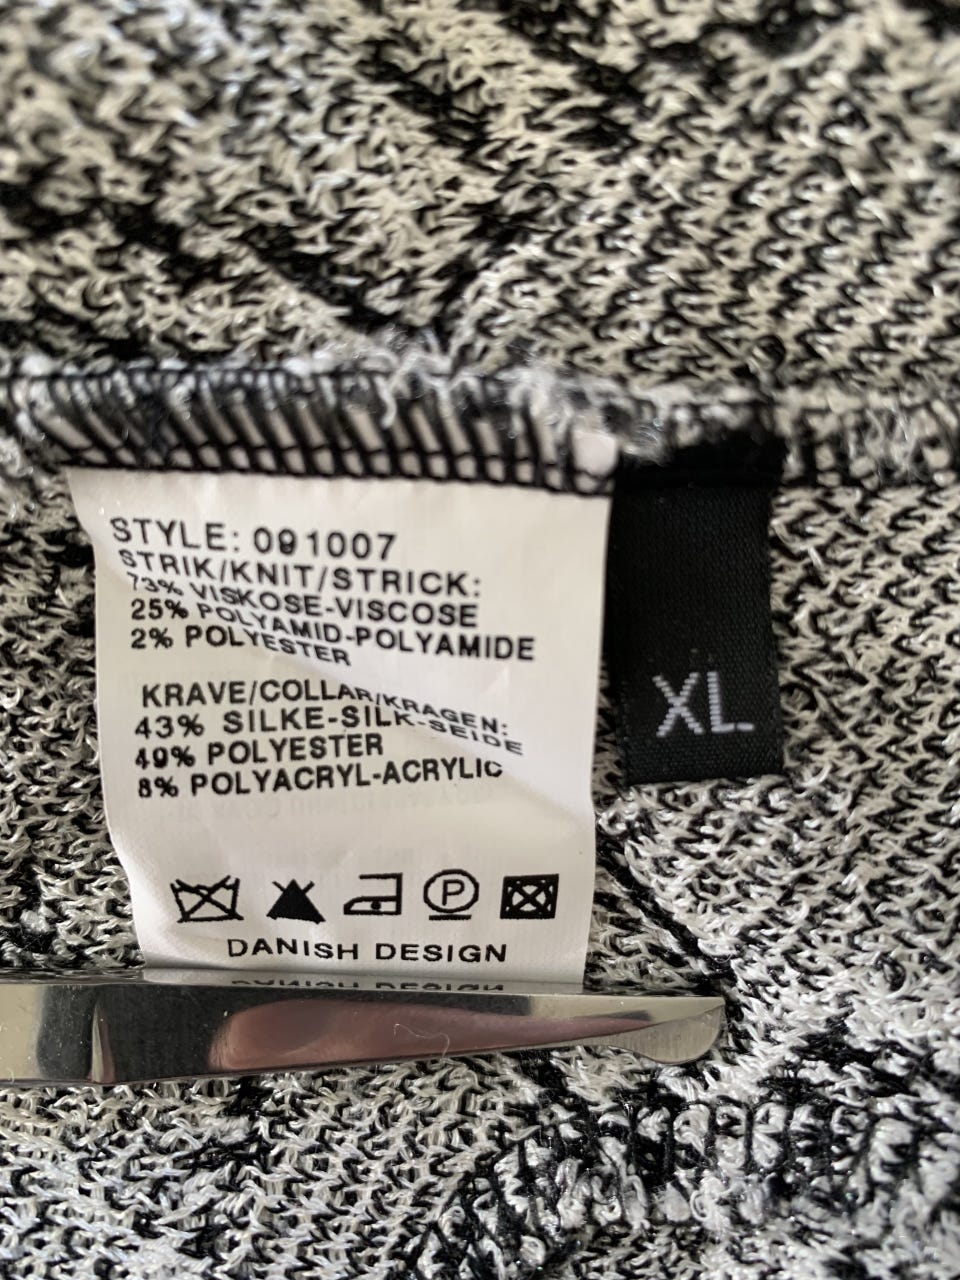 STYLE: 091007
STRIK/KNIT/STRICK:
73% VISKOSE-VISCOSE
25% POLYAMID-POLYAMIDE
2% POLYESTER
KRAVE/COLLAR/KRAGEN:
43% SILKE-SILK-SEIDE
49% POLYESTER
8% POLYACRYL-ACRYLIC
P
DANISH DESIGN
XL